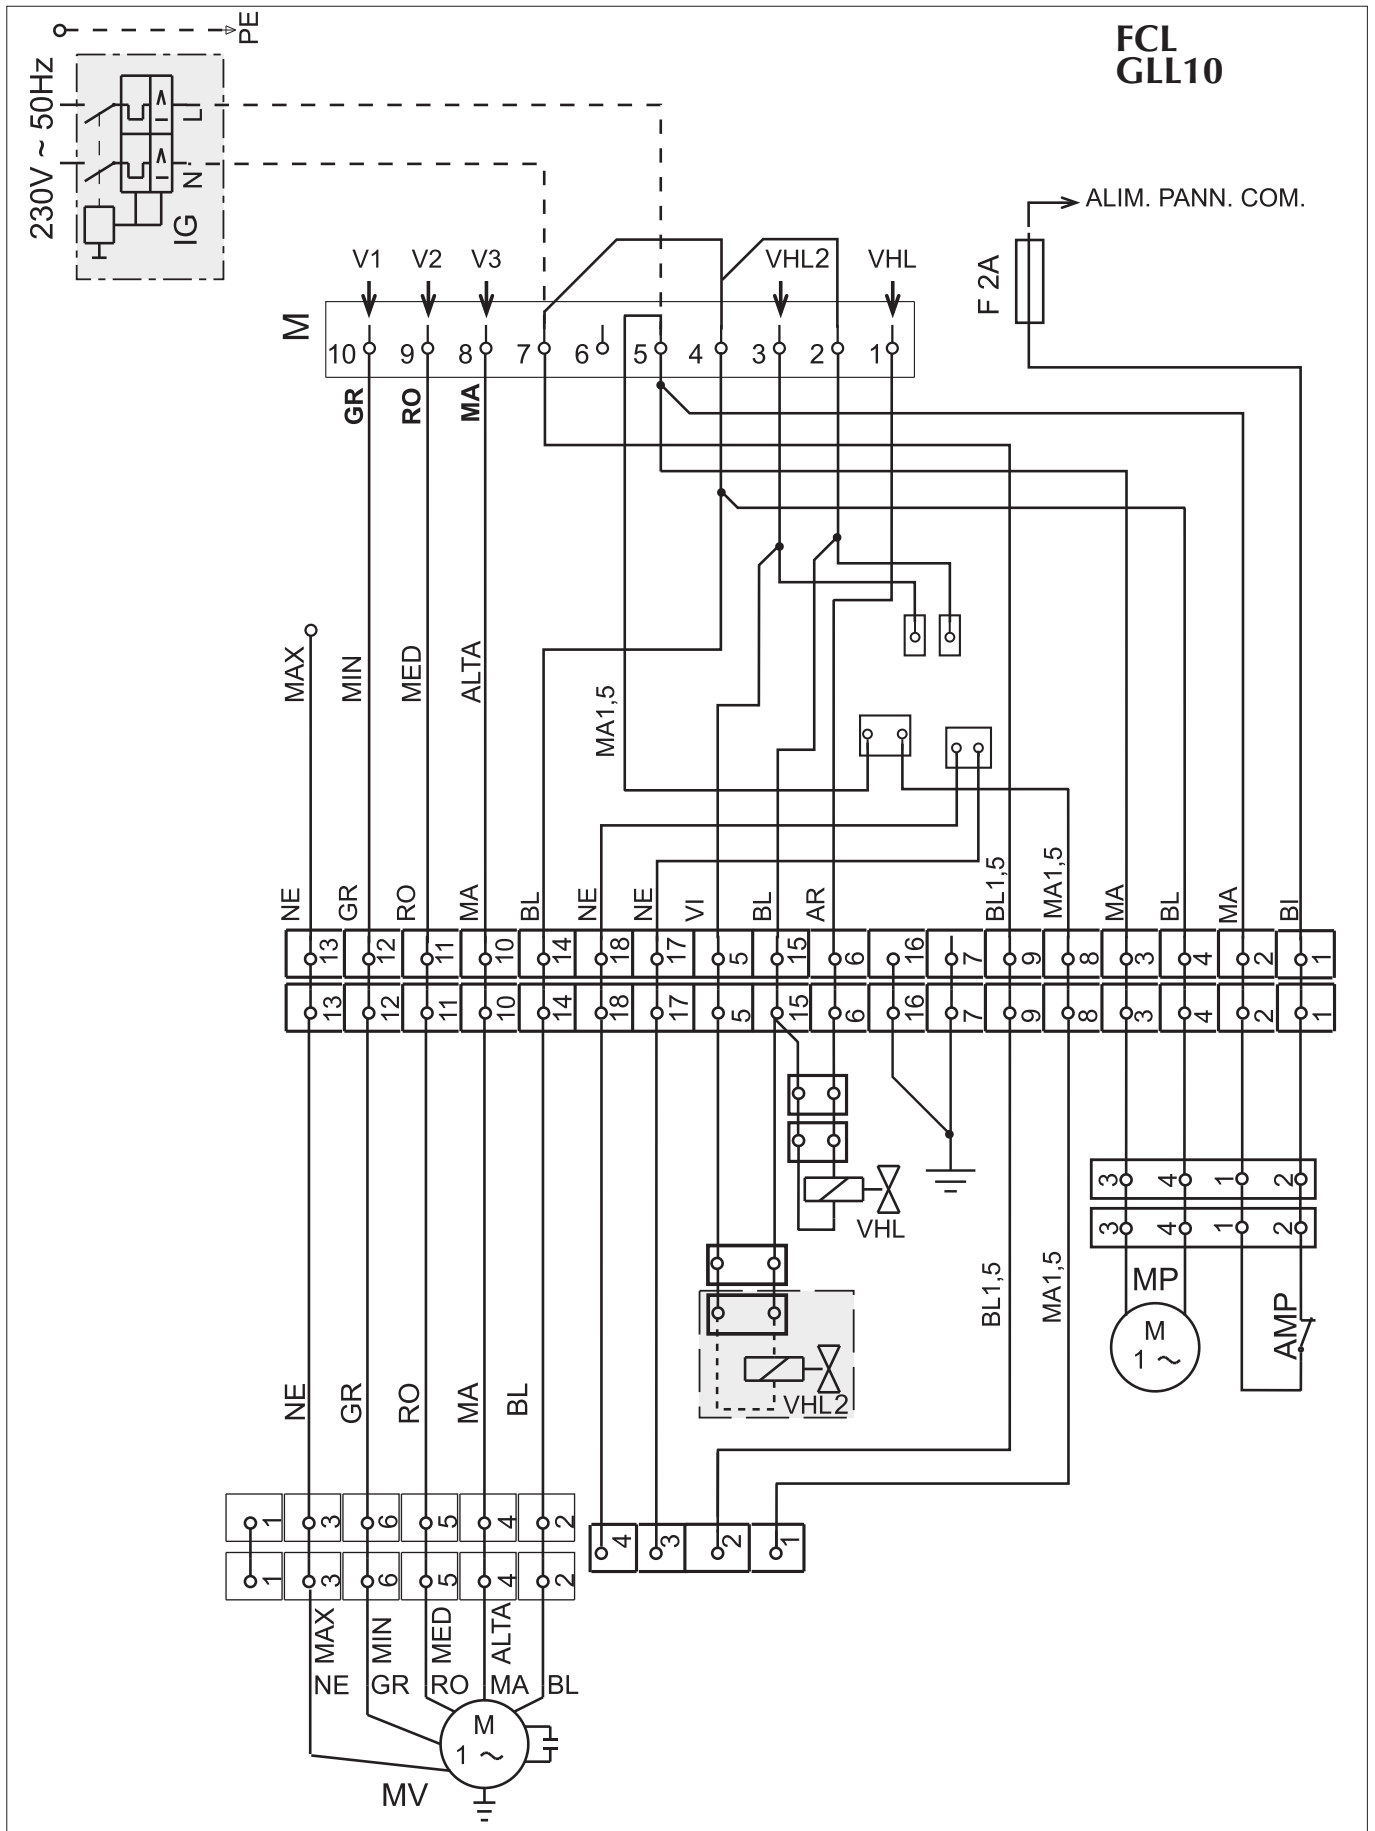 FCL
GLL10
PE
230V ~ 50Hz
L
N
IG
ALIM. PANN. COM.
F 2A
V1 V2 V3 VHL2 VHL
M
10 9 8 7 6 5 4 3 2 1
GR RO MA
MAX MIN MED ALTA
MA1,5
NE GR RO MA BL NE NE VI BL AR BL1,5 MA1,5 MA BL MA BI
13 12 11 10 14 18 17 5 15 6 16 7 9 8 3 4 2 1
13 12 11 10 14 18 17 5 15 6 16 7 9 8 3 4 2 1
3 4 1 2
3 4 1 2
VHL
BL1,5 MA1,5
MP
M
1 ~
AMP
VHL2
NE GR RO MA BL
1 3 6 5 4 2
4 3 2 1
1 3 6 5 4 2
MAX MIN MED ALTA
NE GR RO MA BL
M
1 ~
MV